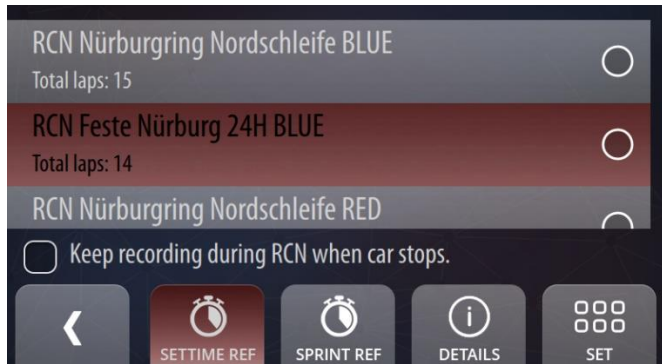 RCN Nürburgring Nordschleife BLUE
Total laps: 15
RCN Feste Nürburg 24H BLUE
Total laps: 14
RCN Nürburgring Nordschleife RED
Keep recording during RCN when car stops.
SETTIME REF
SPRINT REF
DETAILS
SET